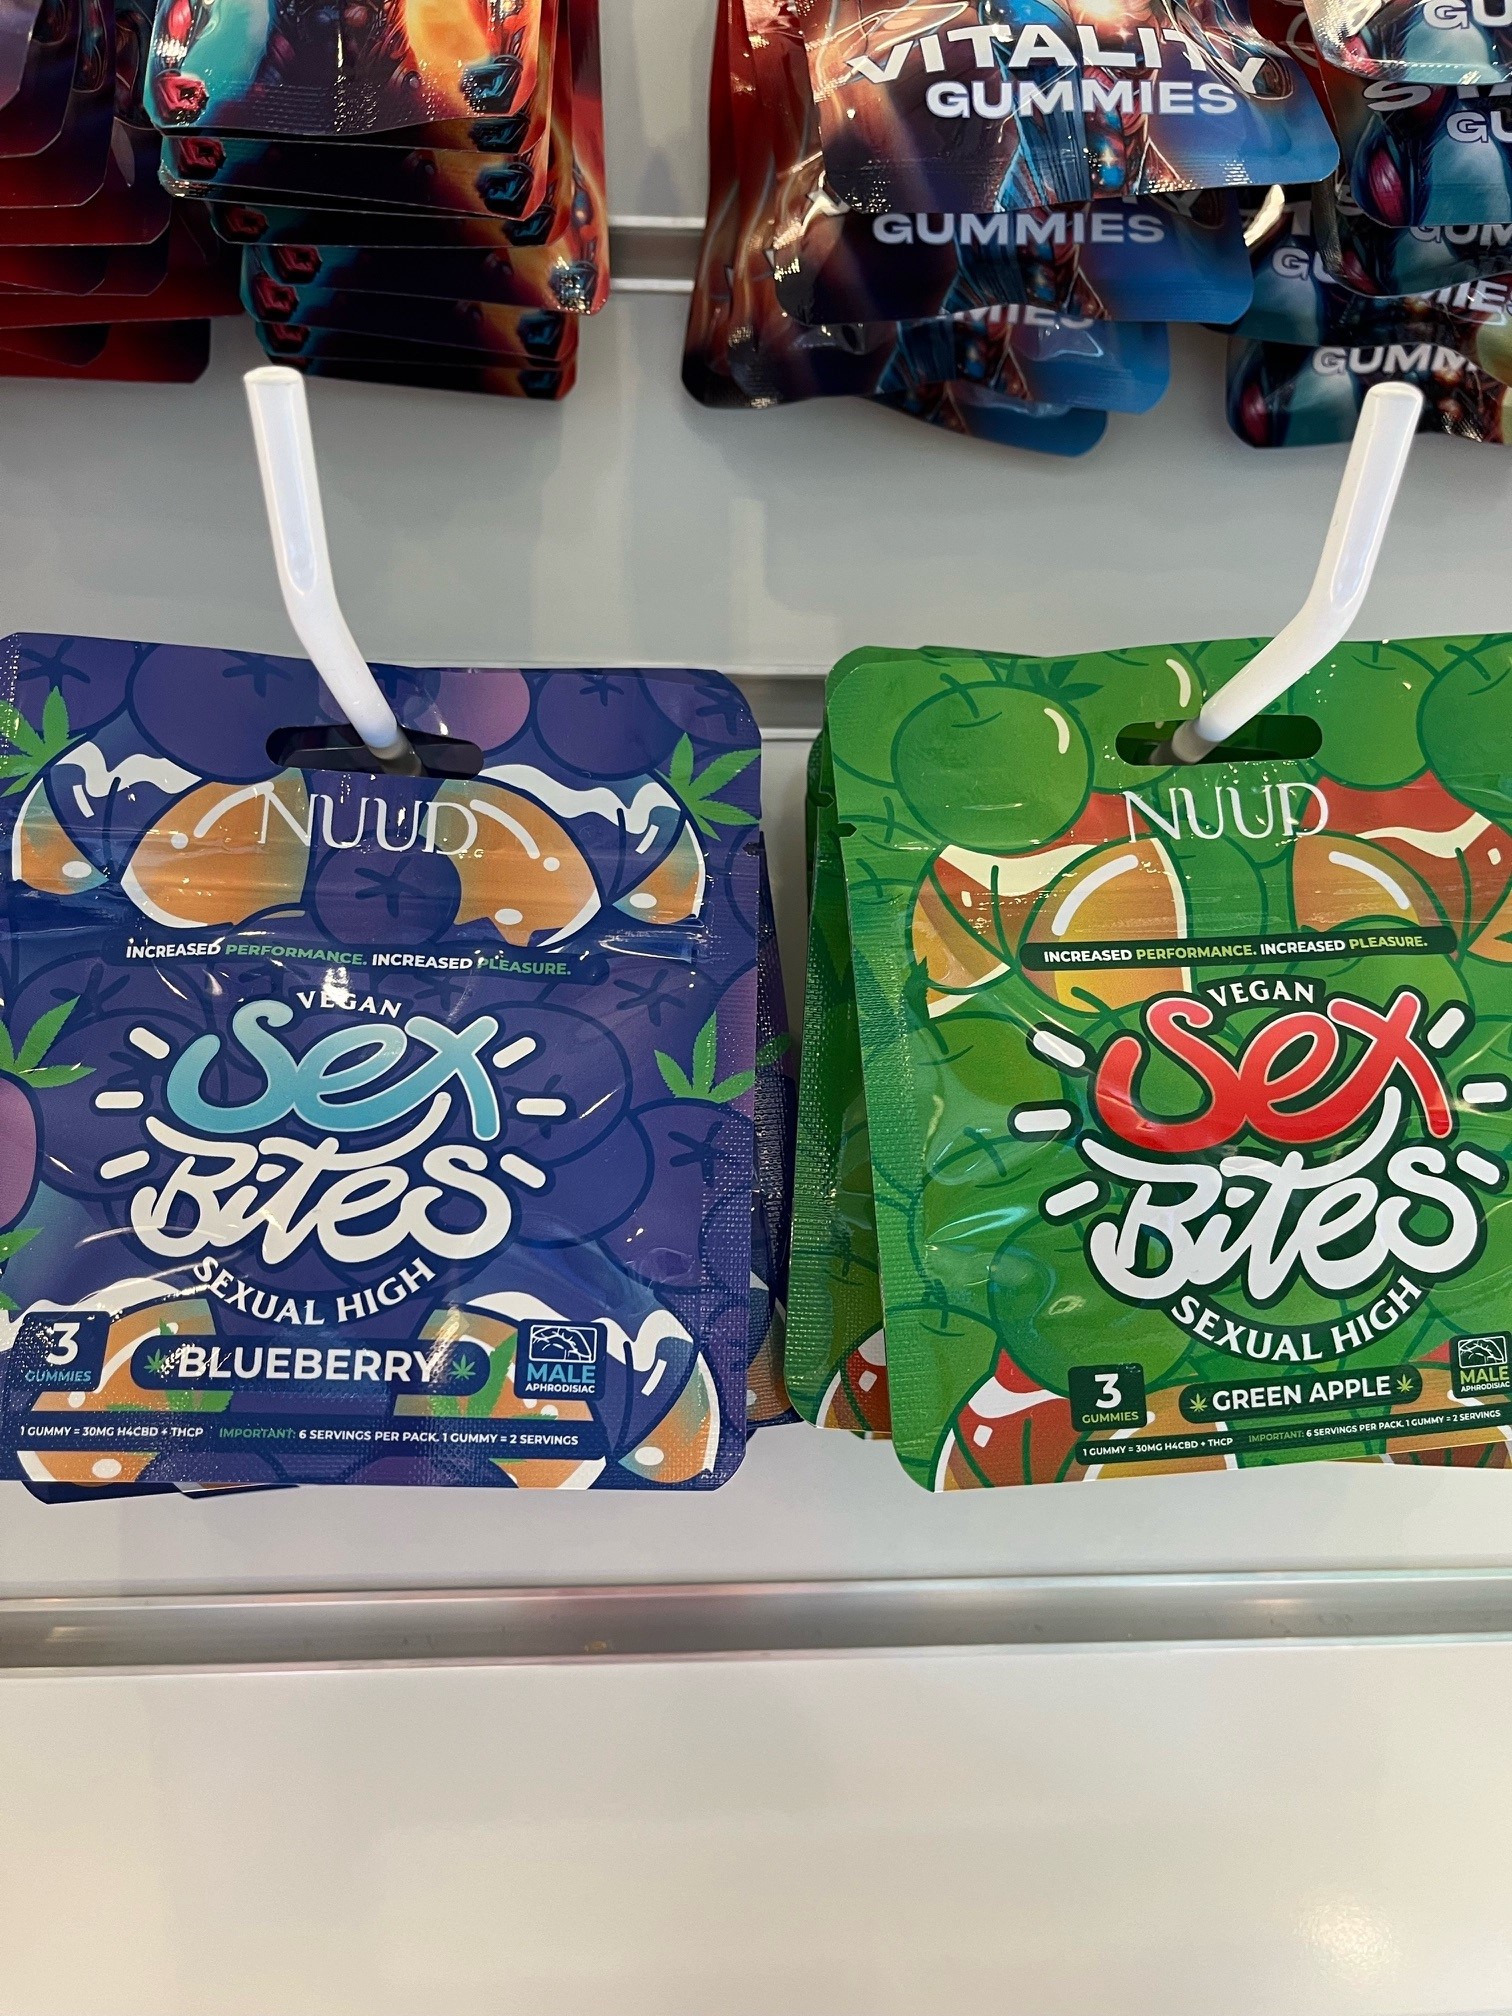 VITALITY
GUMMIES
GUMMIES
GUMMIES
NUUD
INCREASED PERFORMANCE. INCREASED PLEASURE.
VEGAN
Sex
Bites
SEXUAL HIGH
3
GUMMIES
BLUEBERRY
MALE
APHRODISIAC
1 GUMMY = 30MG H4CBD + THCP IMPORTANT: 6 SERVINGS PER PACK. 1 GUMMY = 2 SERVINGS
NUUD
INCREASED PERFORMANCE. INCREASED PLEASURE.
VEGAN
Sex
Bites
SEXUAL HIGH
3
GUMMIES
GREEN APPLE
MALE
APHRODISIAC
1 GUMMY = 30MG H4CBD + THCP IMPORTANT: 6 SERVINGS PER PACK. 1 GUMMY = 2 SERVINGS